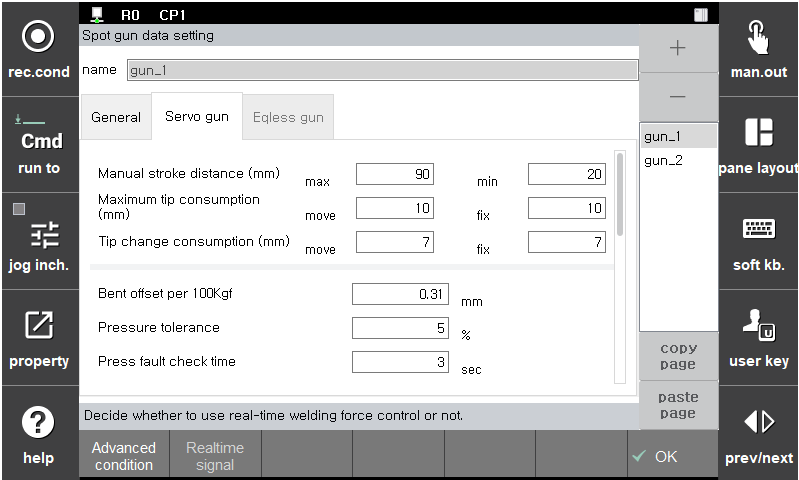 R0 CP1
Spot gun data setting
name gun_1
General Servo gun Eqless gun
Manual stroke distance (mm) max 90 min 20
Maximum tip consumption
(mm) move 10 fix 10
Tip change consumption (mm) move 7 fix 7
Bent offset per 100Kgf 0.31 mm
Pressure tolerance 5 %
Press fault check time 3 sec
Decide whether to use real-time welding force control or not.
Advanced
condition
Realtime
signal
OK
rec.cond
Cmd
run to
jog inch.
property
help
+
−
gun_1
gun_2
copy
page
paste
page
man.out
pane layout
soft kb.
U
user key
prev/next